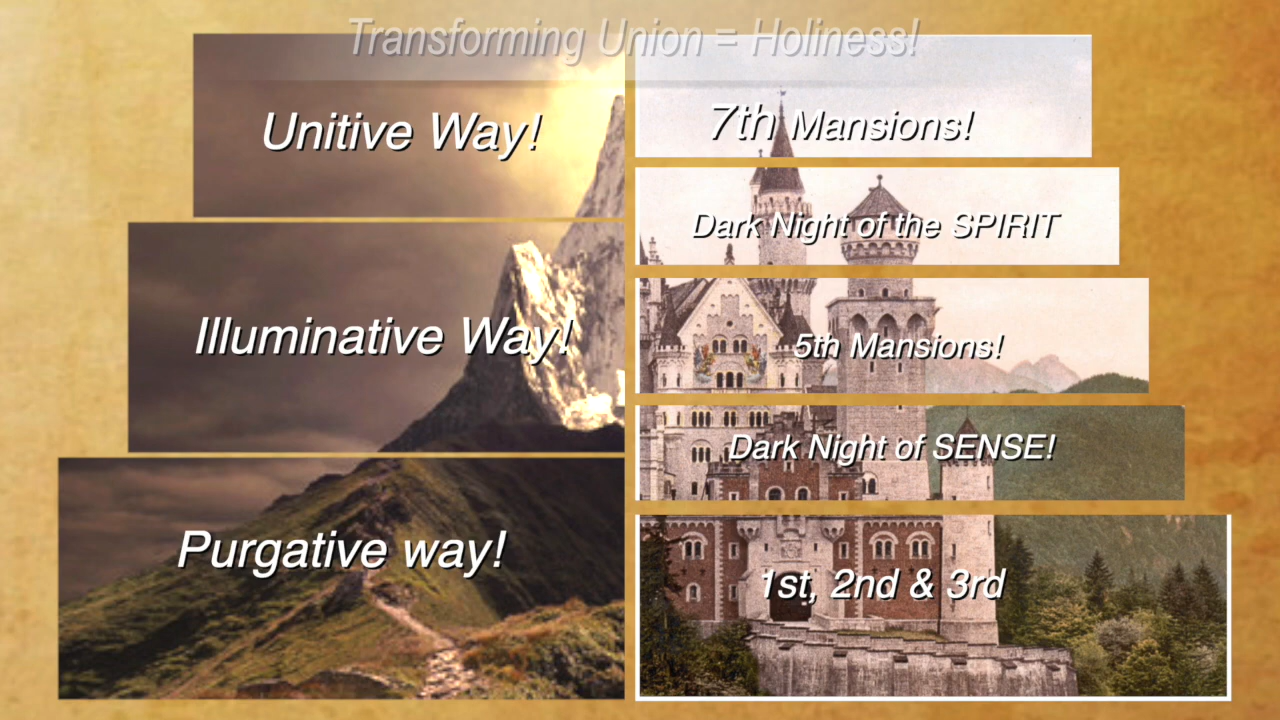 Transforming Union = Holiness!
Unitive Way!
Illuminative Way!
Purgative way!
7th Mansions!
Dark Night of the SPIRIT
5th Mansions!
Dark Night of SENSE!
1st, 2nd & 3rd